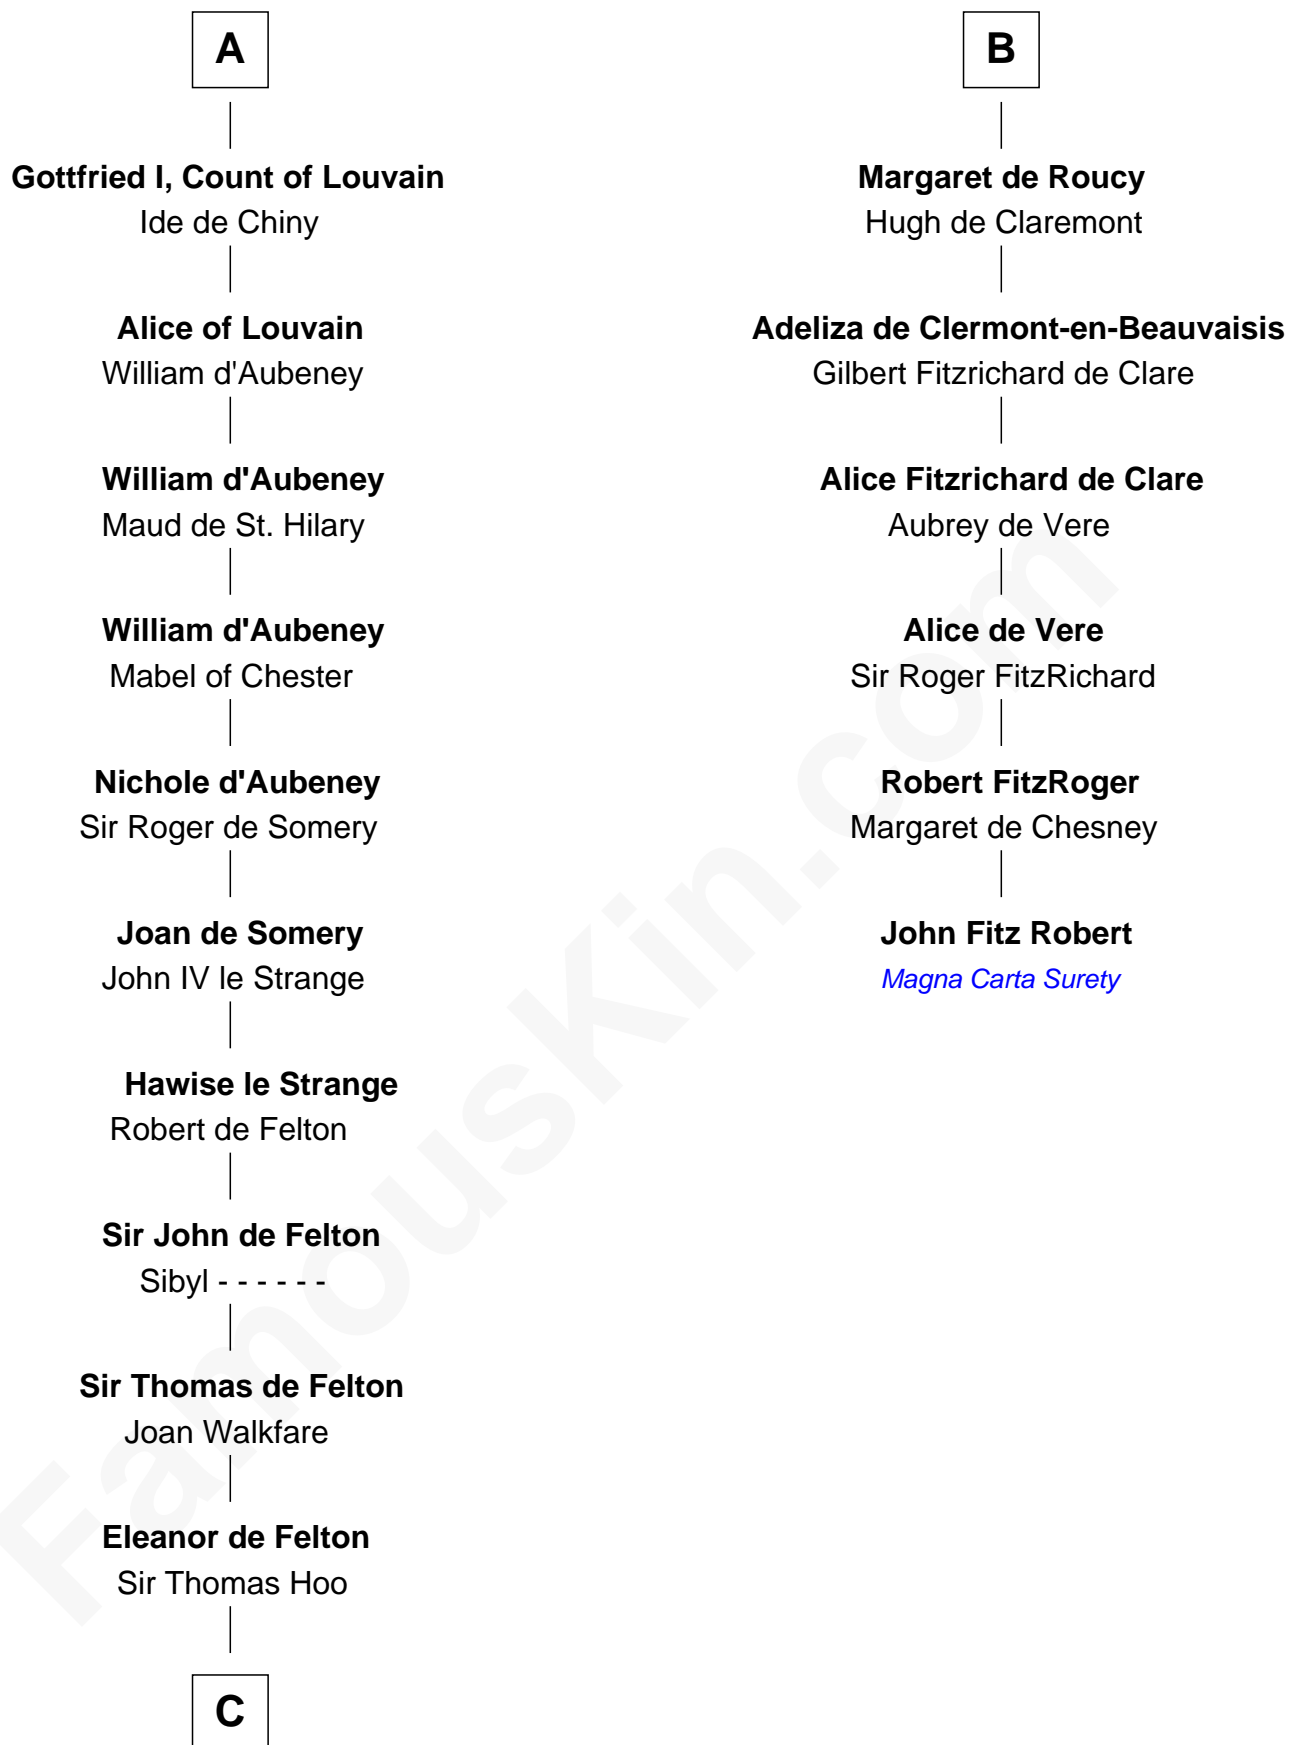 A
Gottfried I, Count of Louvain
Ide de Chiny
Alice of Louvain
William d'Aubeney
William d'Aubeney
Maud de St. Hilary
William d'Aubeney
Mabel of Chester
Nichole d'Aubeney
Sir Roger de Somery
Joan de Somery
John IV le Strange
Hawise le Strange
Robert de Felton
Sir John de Felton
Sibyl - - - - - -
Sir Thomas de Felton
Joan Walkfare
Eleanor de Felton
Sir Thomas Hoo
C
B
Margaret de Roucy
Hugh de Claremont
Adeliza de Clermont-en-Beauvaisis
Gilbert Fitzrichard de Clare
Alice Fitzrichard de Clare
Aubrey de Vere
Alice de Vere
Sir Roger FitzRichard
Robert FitzRoger
Margaret de Chesney
John Fitz Robert
Magna Carta Surety
FamousKin.com